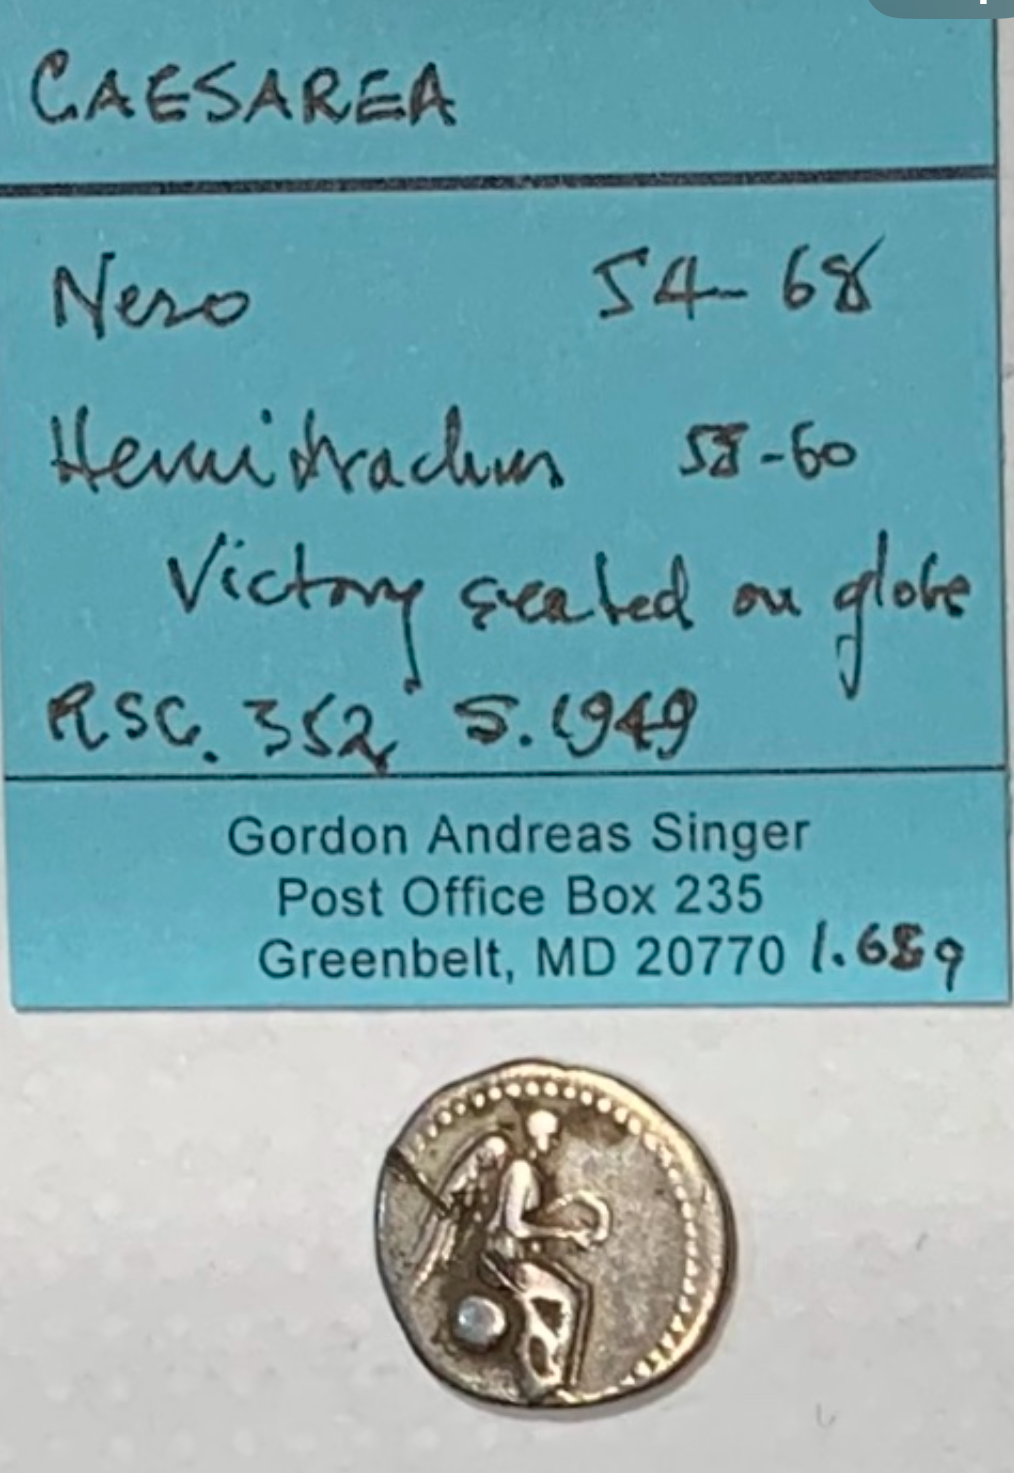 CAESAREA
Nero 54-68
Hemidrachm 58-60
Victory seated on globe
RSC. 352 S. 1949
Gordon Andreas Singer
Post Office Box 235
Greenbelt, MD 20770 1.68g